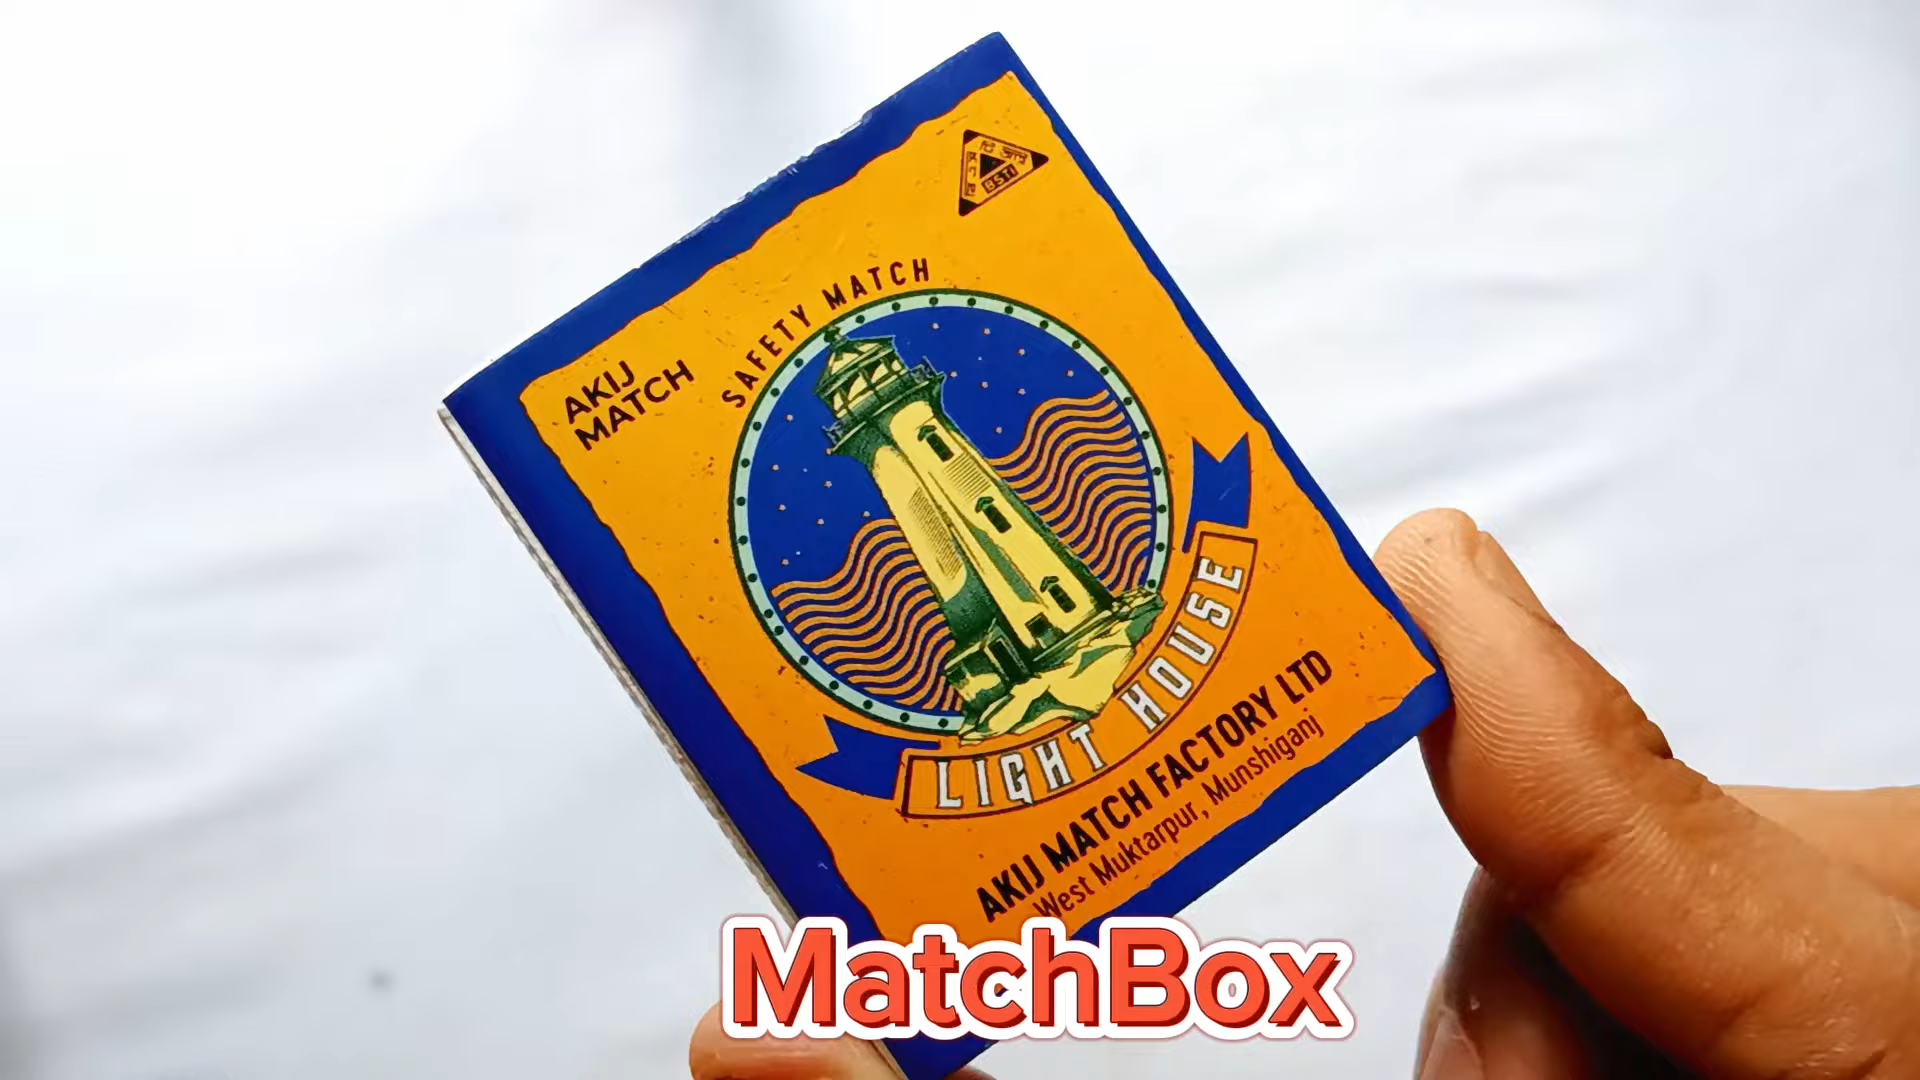 BSTI
SAFETY MATCH
AKIJ
MATCH
LIGHT HOUSE
AKIJ MATCH FACTORY LTD
West Muktarpur, Munshiganj
MatchBox